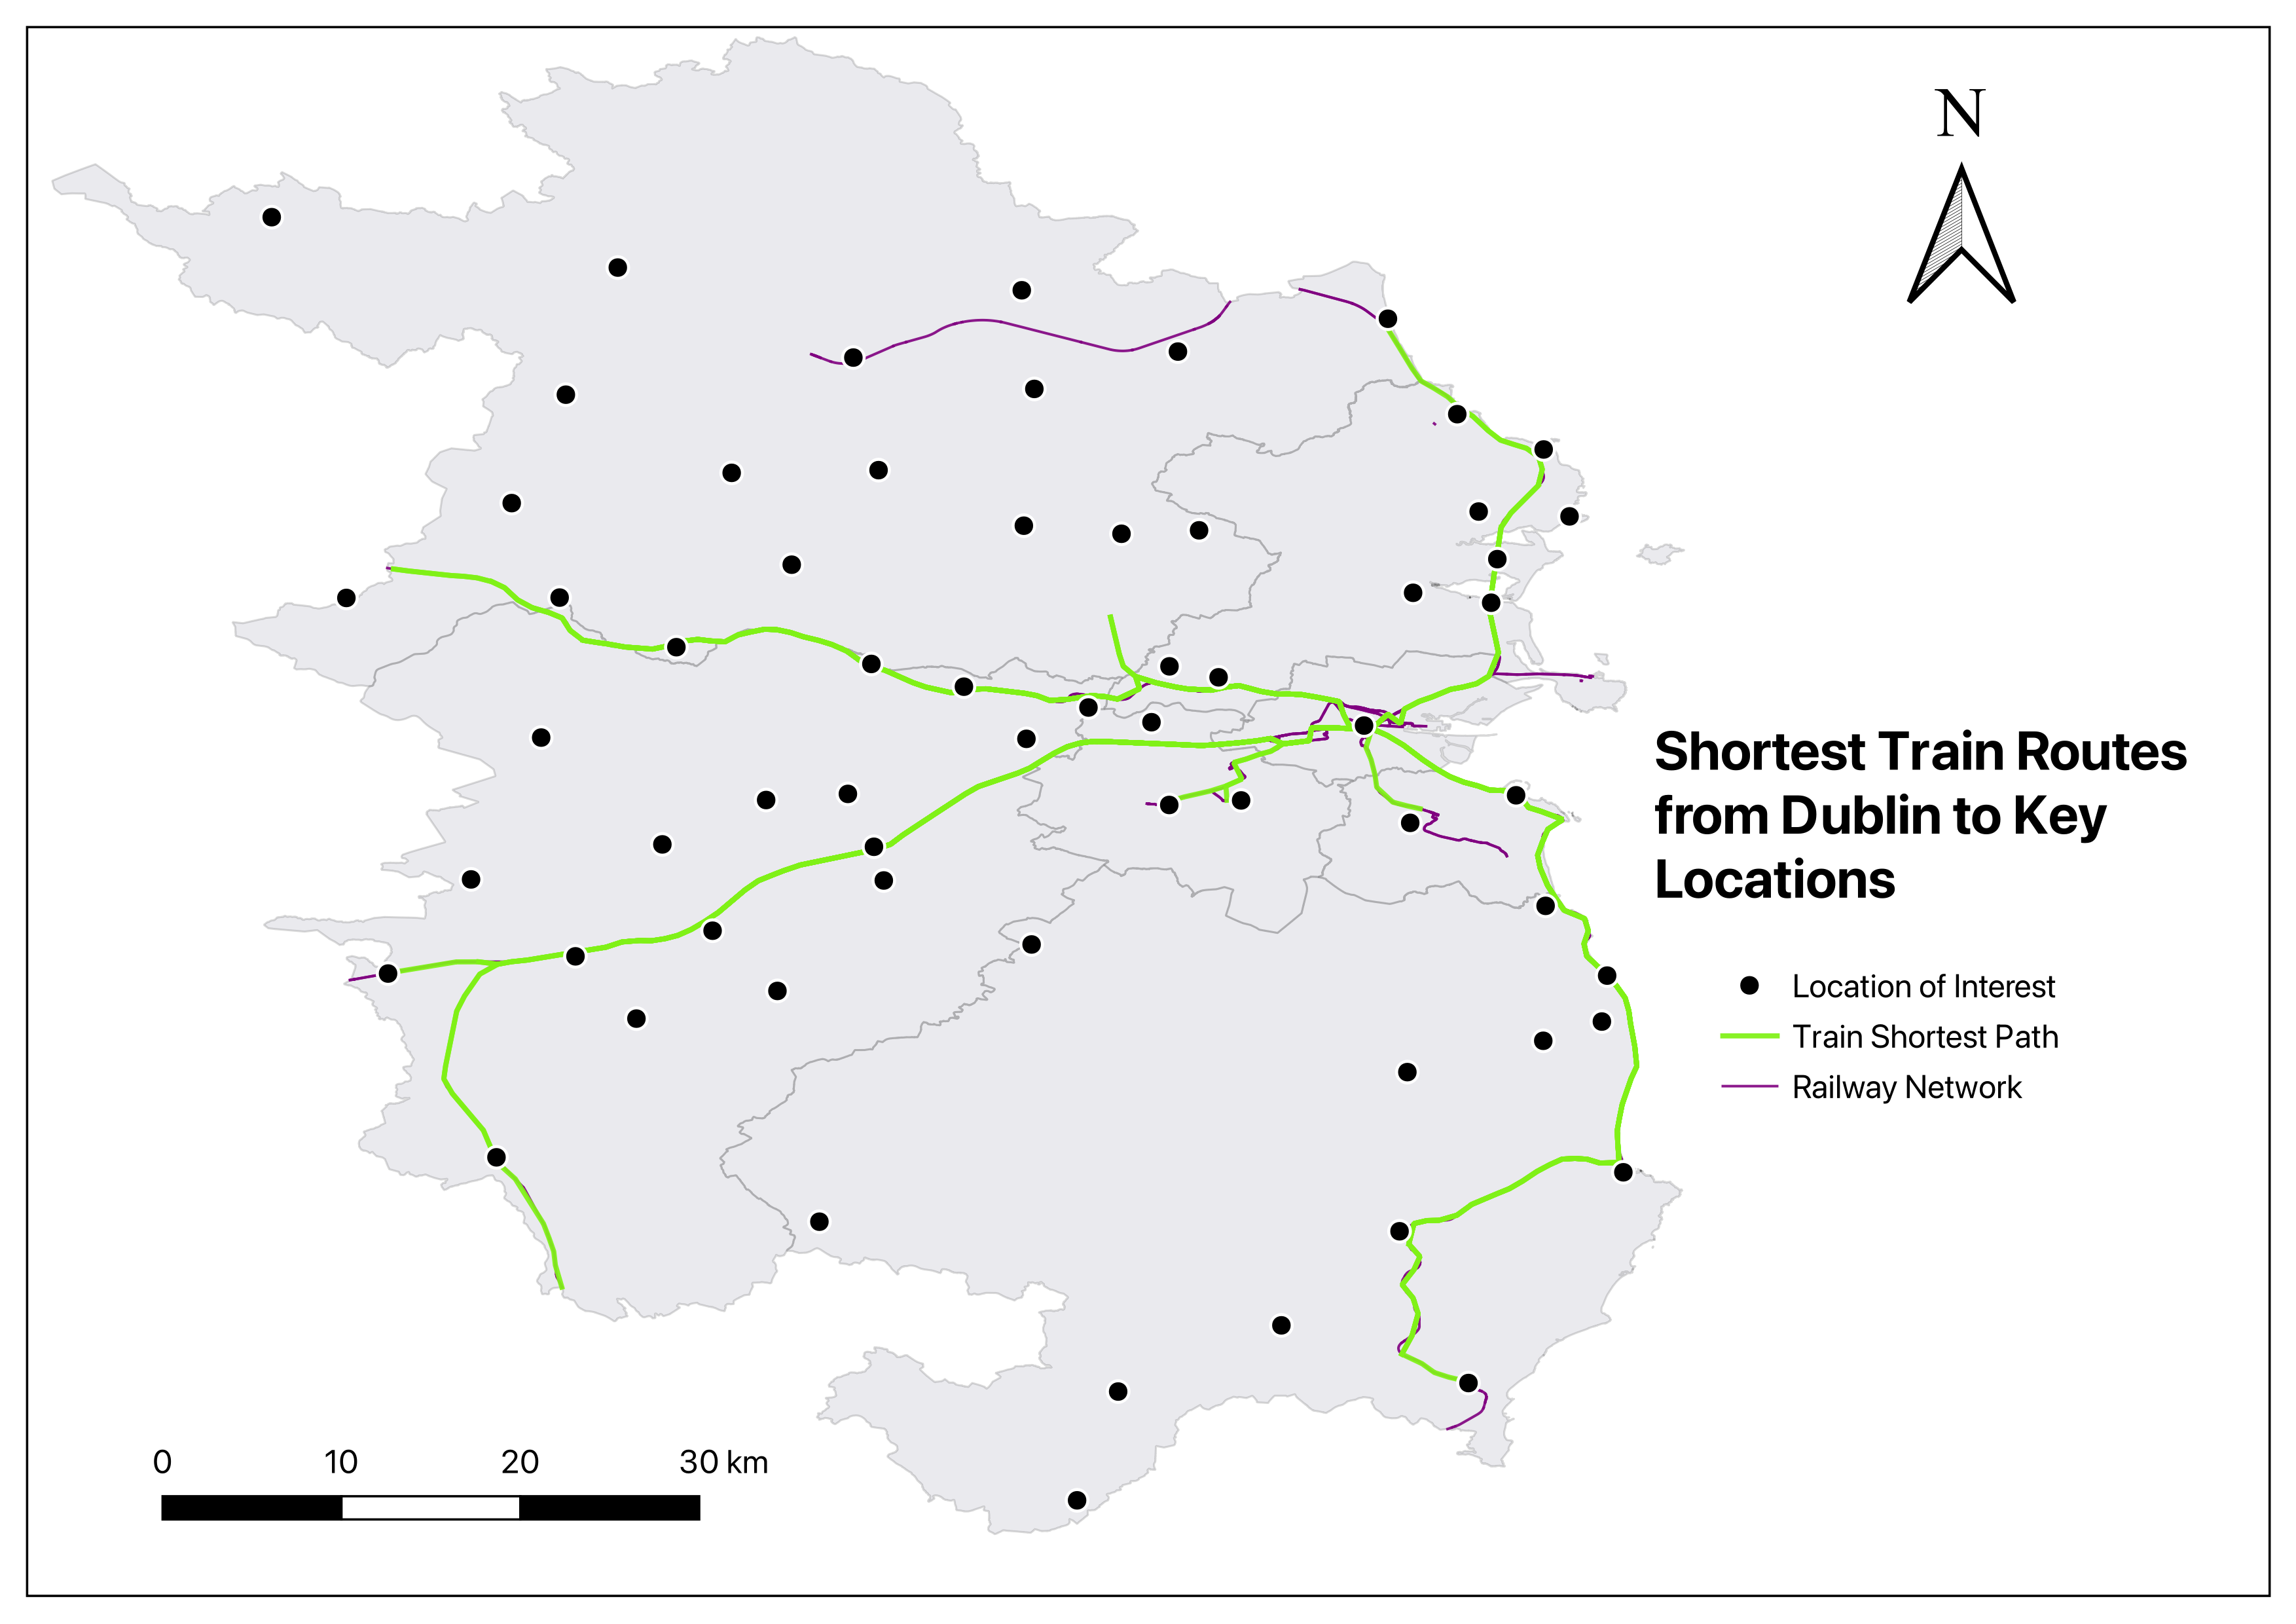 N
Shortest Train Routes
from Dublin to Key
Locations
Location of Interest
Train Shortest Path
Railway Network
0 10 20 30 km